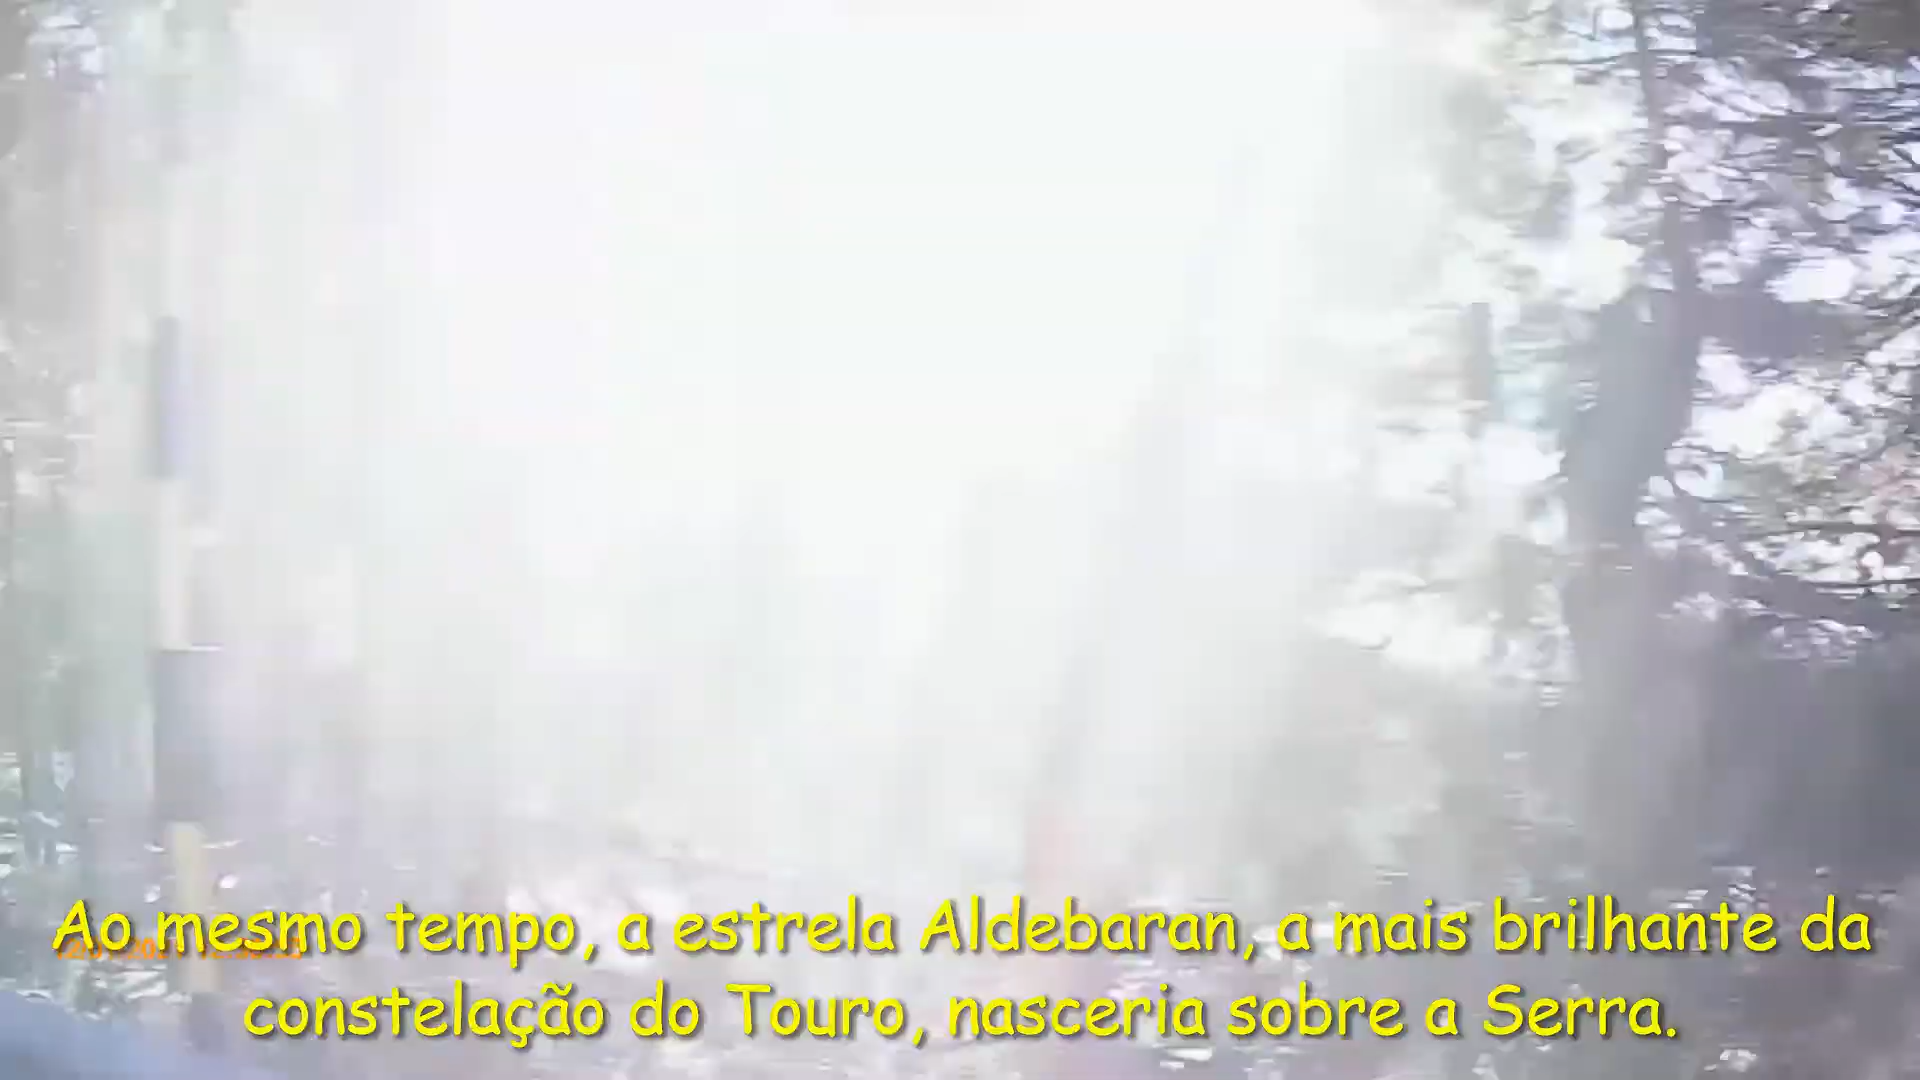 Ao mesmo tempo, a estrela Aldebaran, a mais brilhante da
constelação do Touro, nasceria sobre a Serra.